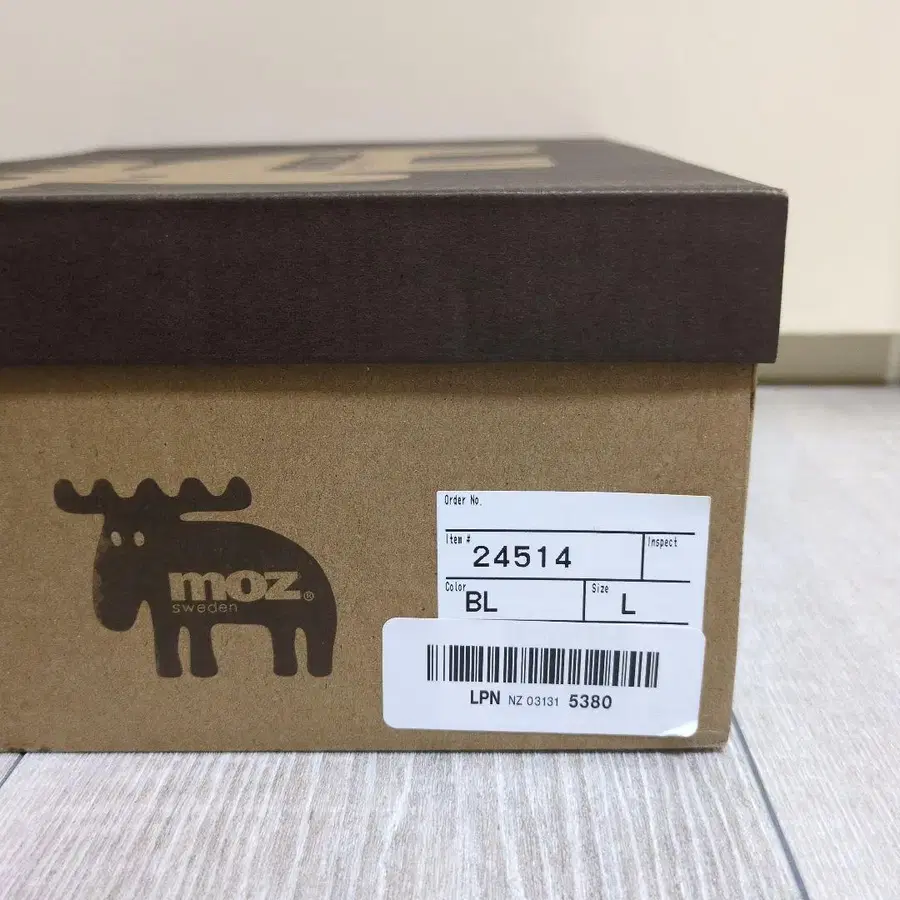 moz®
sweden
Order No.
Item # 24514 Inspect
Color BL Size L
LPN NZ 03131 5380